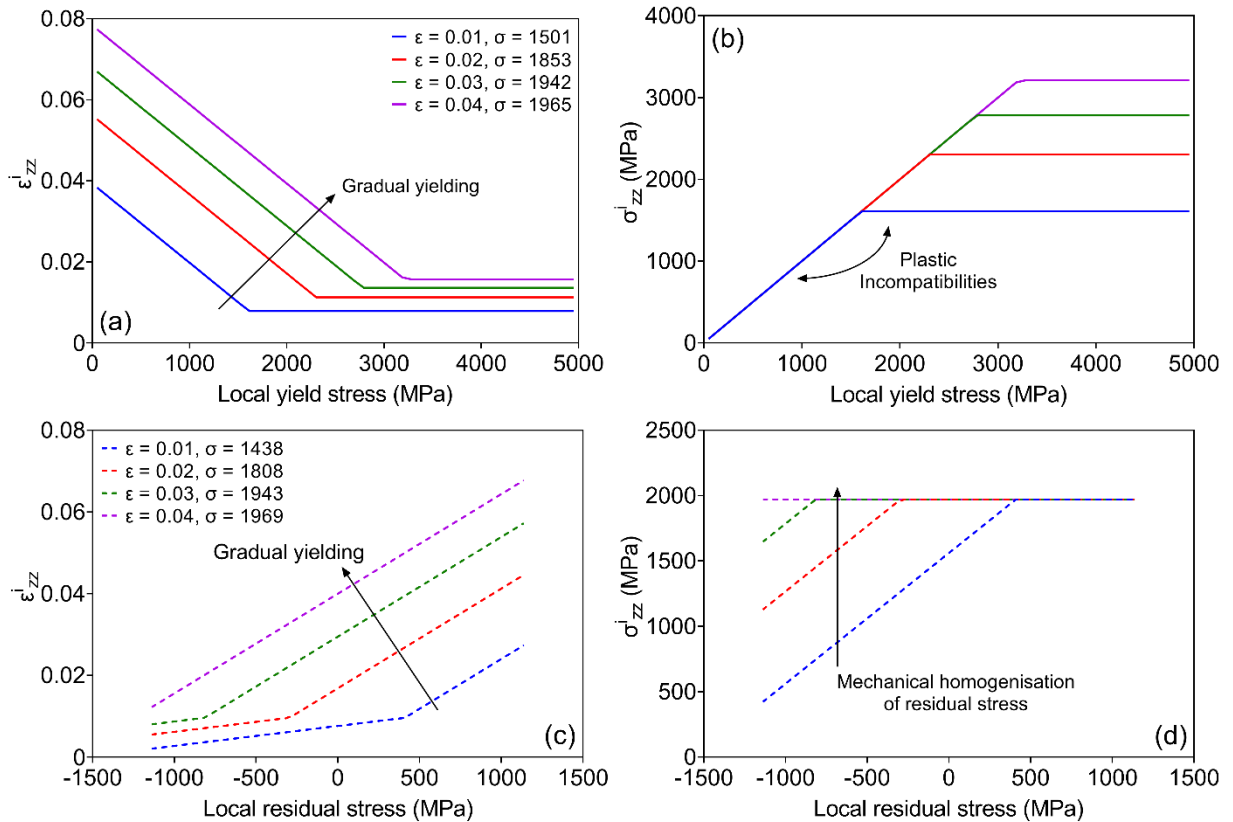 0.08
0.06
0.04
0.02
0
ε^i_zz
ε = 0.01, σ = 1501
ε = 0.02, σ = 1853
ε = 0.03, σ = 1942
ε = 0.04, σ = 1965
Gradual yielding
(a)
0 1000 2000 3000 4000 5000
Local yield stress (MPa)
4000
3000
2000
1000
0
σ^i_zz (MPa)
(b)
Plastic
Incompatibilities
0 1000 2000 3000 4000 5000
Local yield stress (MPa)
0.08
0.06
0.04
0.02
0
ε^i_zz
ε = 0.01, σ = 1438
ε = 0.02, σ = 1808
ε = 0.03, σ = 1943
ε = 0.04, σ = 1969
Gradual yielding
(c)
-1500 -1000 -500 0 500 1000 1500
Local residual stress (MPa)
2500
2000
1500
1000
500
0
σ^i_zz (MPa)
Mechanical homogenisation
of residual stress
(d)
-1500 -1000 -500 0 500 1000 1500
Local residual stress (MPa)